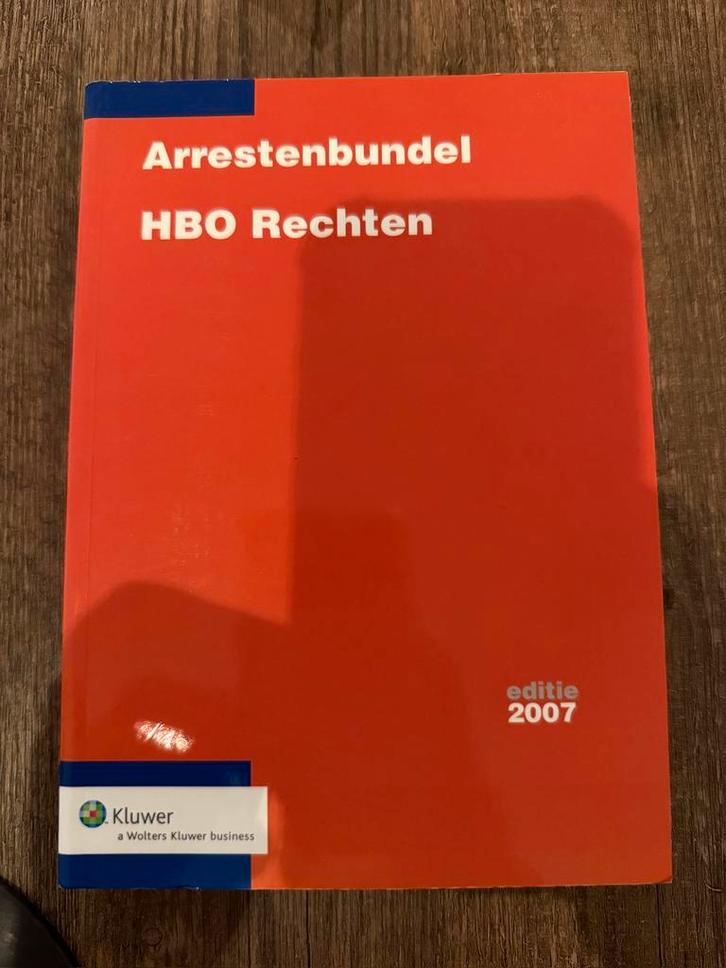 Arrestenbundel
HBO Rechten
editie
2007
Kluwer
a Wolters Kluwer business